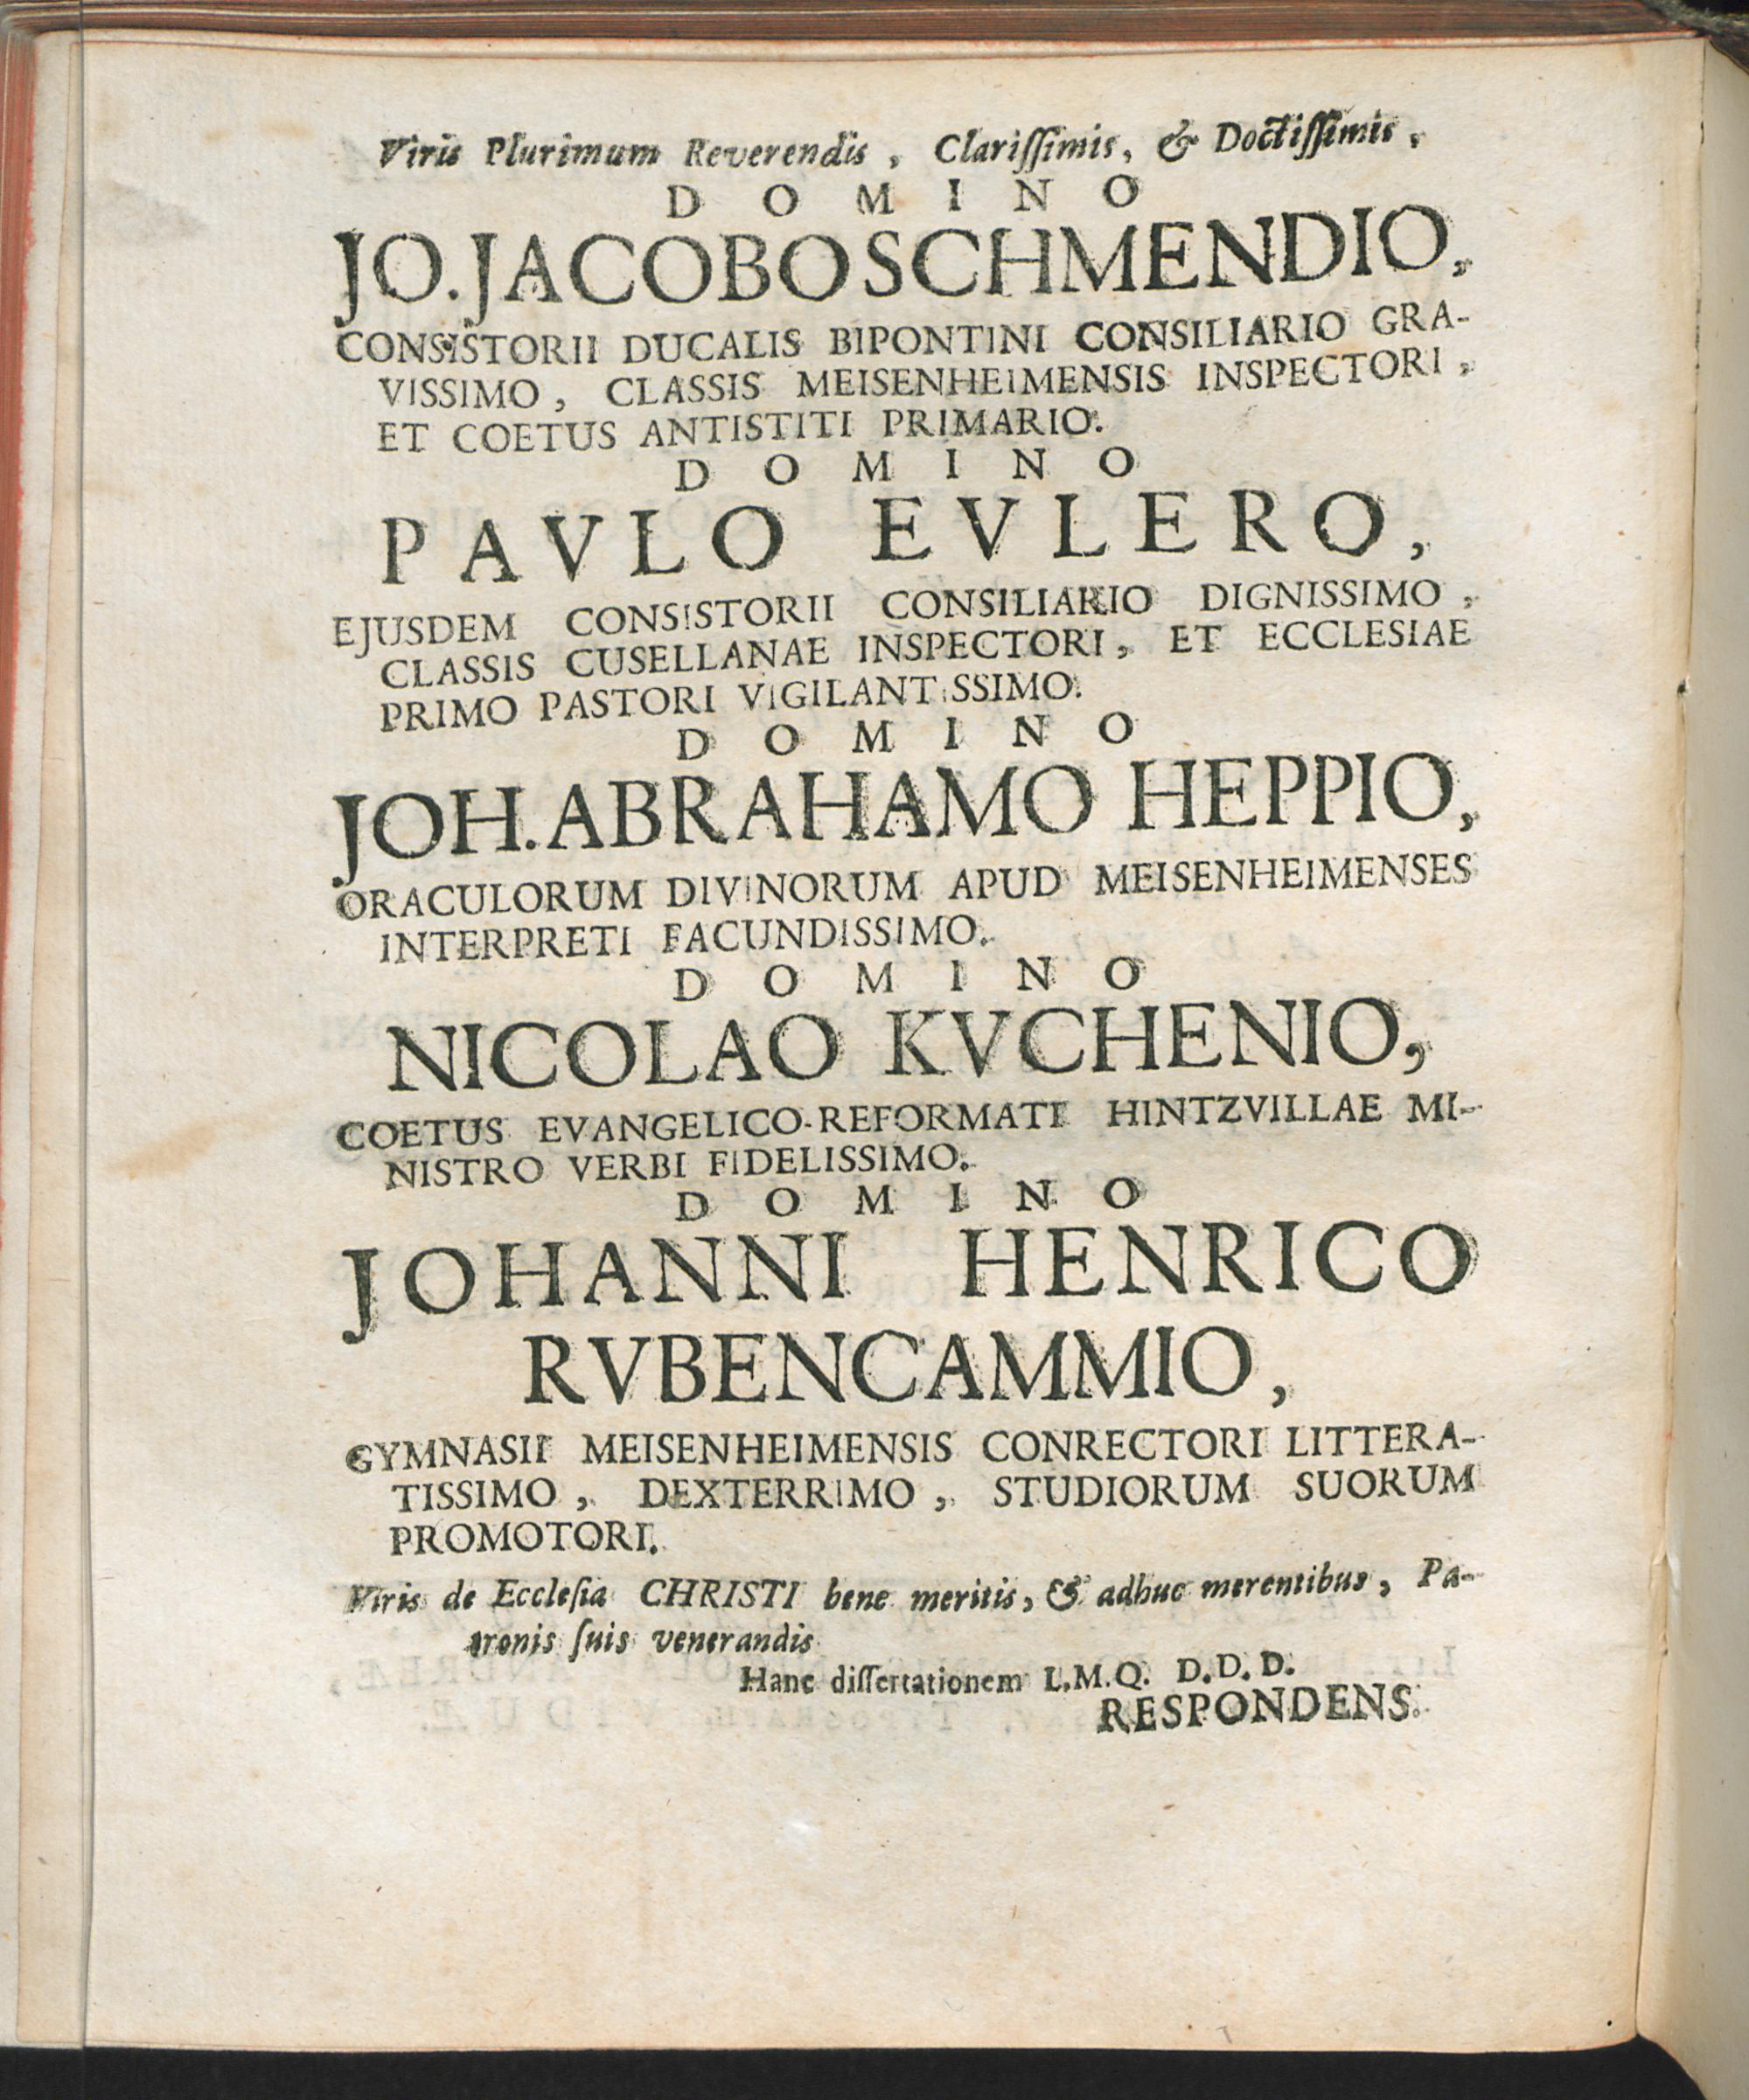 Viris Plurimum Reverendis, Clariſſimis, & Doctiſſimis,
DOMINO
JO. JACOBO SCHMENDIO,
CONSISTORII DUCALIS BIPONTINI CONSILIARIO GRA-
VISSIMO, CLASSIS MEISENHEIMENSIS INSPECTORI,
ET COETUS ANTISTITI PRIMARIO.
DOMINO
PAVLO EVLERO,
EJUSDEM CONSISTORII CONSILIARIO DIGNISSIMO,
CLASSIS CUSELLANAE INSPECTORI, ET ECCLESIAE
PRIMO PASTORI VIGILANTISSIMO.
DOMINO
JOH. ABRAHAMO HEPPIO,
ORACULORUM DIVINORUM APUD MEISENHEIMENSES
INTERPRETI FACUNDISSIMO.
DOMINO
NICOLAO KVCHENIO,
COETUS EVANGELICO-REFORMATI HINTZVILLAE MI-
NISTRO VERBI FIDELISSIMO.
DOMINO
JOHANNI HENRICO
RVBENCAMMIO,
GYMNASII MEISENHEIMENSIS CONRECTORI LITTERA-
TISSIMO, DEXTERRIMO, STUDIORUM SUORUM
PROMOTORI.
Viris de Eccleſia CHRISTI bene meritis, & adhuc merentibus, Pa-
tronis ſuis venerandis
Hanc diſſertationem L.M.Q. D.D.D.
RESPONDENS.